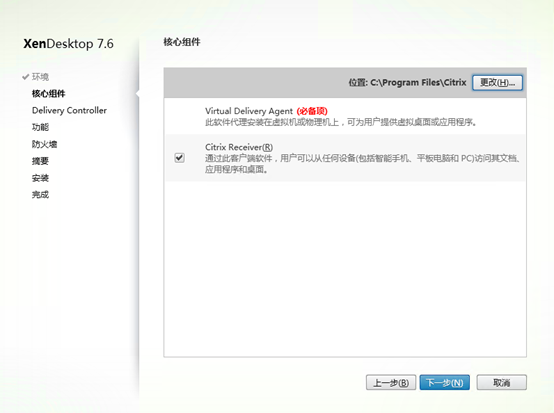 XenDesktop 7.6
环境
核心组件
Delivery Controller
功能
防火墙
摘要
安装
完成
核心组件
位置: C:\Program Files\Citrix
更改(H)...
Virtual Delivery Agent (必备项)
此软件代理安装在虚拟机或物理机上，可为用户提供虚拟桌面或应用程序。
Citrix Receiver(R)
通过此客户端软件，用户可以从任何设备(包括智能手机、平板电脑和 PC)访问其文档、
应用程序和桌面。
上一步(B)
下一步(N)
取消